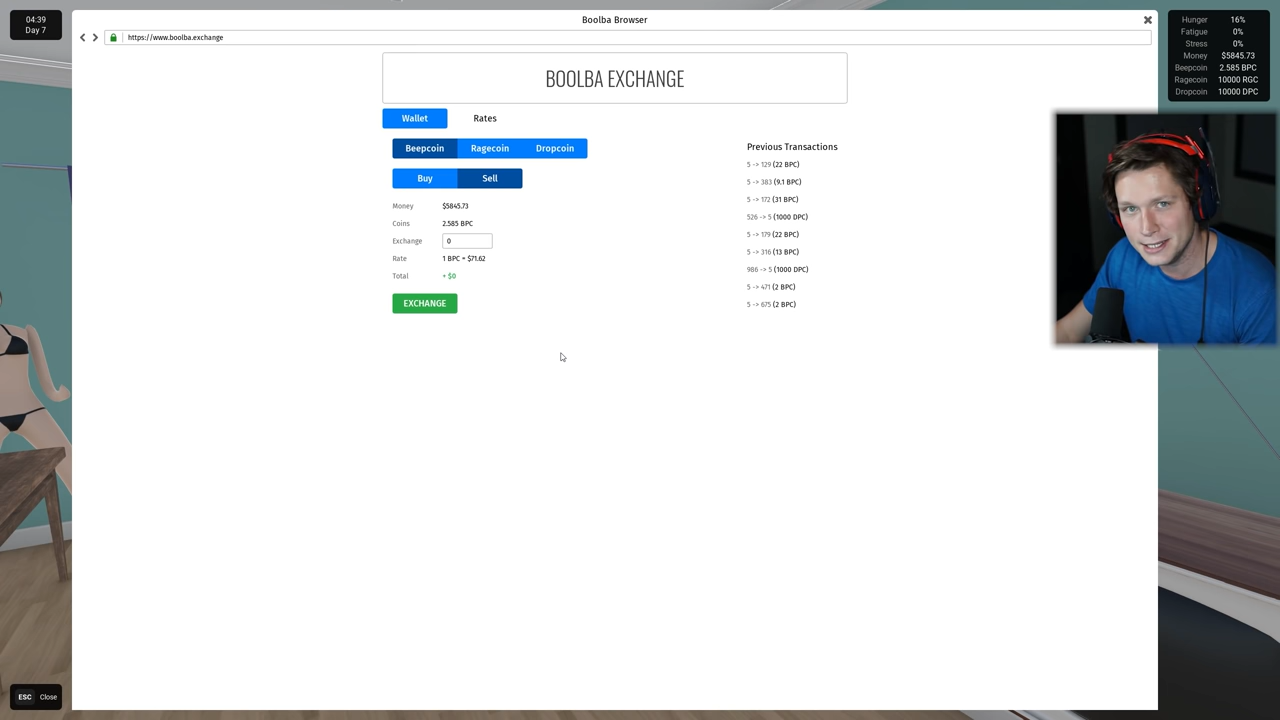 04:39
Day 7
Boolba Browser
https://www.boolba.exchange
BOOLBA EXCHANGE
Wallet
Rates
Beepcoin
Ragecoin
Dropcoin
Buy
Sell
Money $5845.73
Coins 2.585 BPC
Exchange 0
Rate 1 BPC = $71.62
Total + $0
EXCHANGE
Previous Transactions
5 -> 129 (22 BPC)
5 -> 383 (9.1 BPC)
5 -> 172 (31 BPC)
526 -> 5 (1000 DPC)
5 -> 179 (22 BPC)
5 -> 316 (13 BPC)
986 -> 5 (1000 DPC)
5 -> 471 (2 BPC)
5 -> 675 (2 BPC)
Hunger 16%
Fatigue 0%
Stress 0%
Money $5845.73
Beepcoin 2.585 BPC
Ragecoin 10000 RGC
Dropcoin 10000 DPC
ESC Close